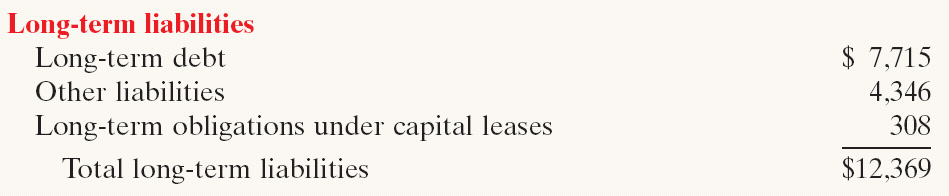 Long-term liabilities
Long-term debt $ 7,715
Other liabilities 4,346
Long-term obligations under capital leases 308
Total long-term liabilities $12,369